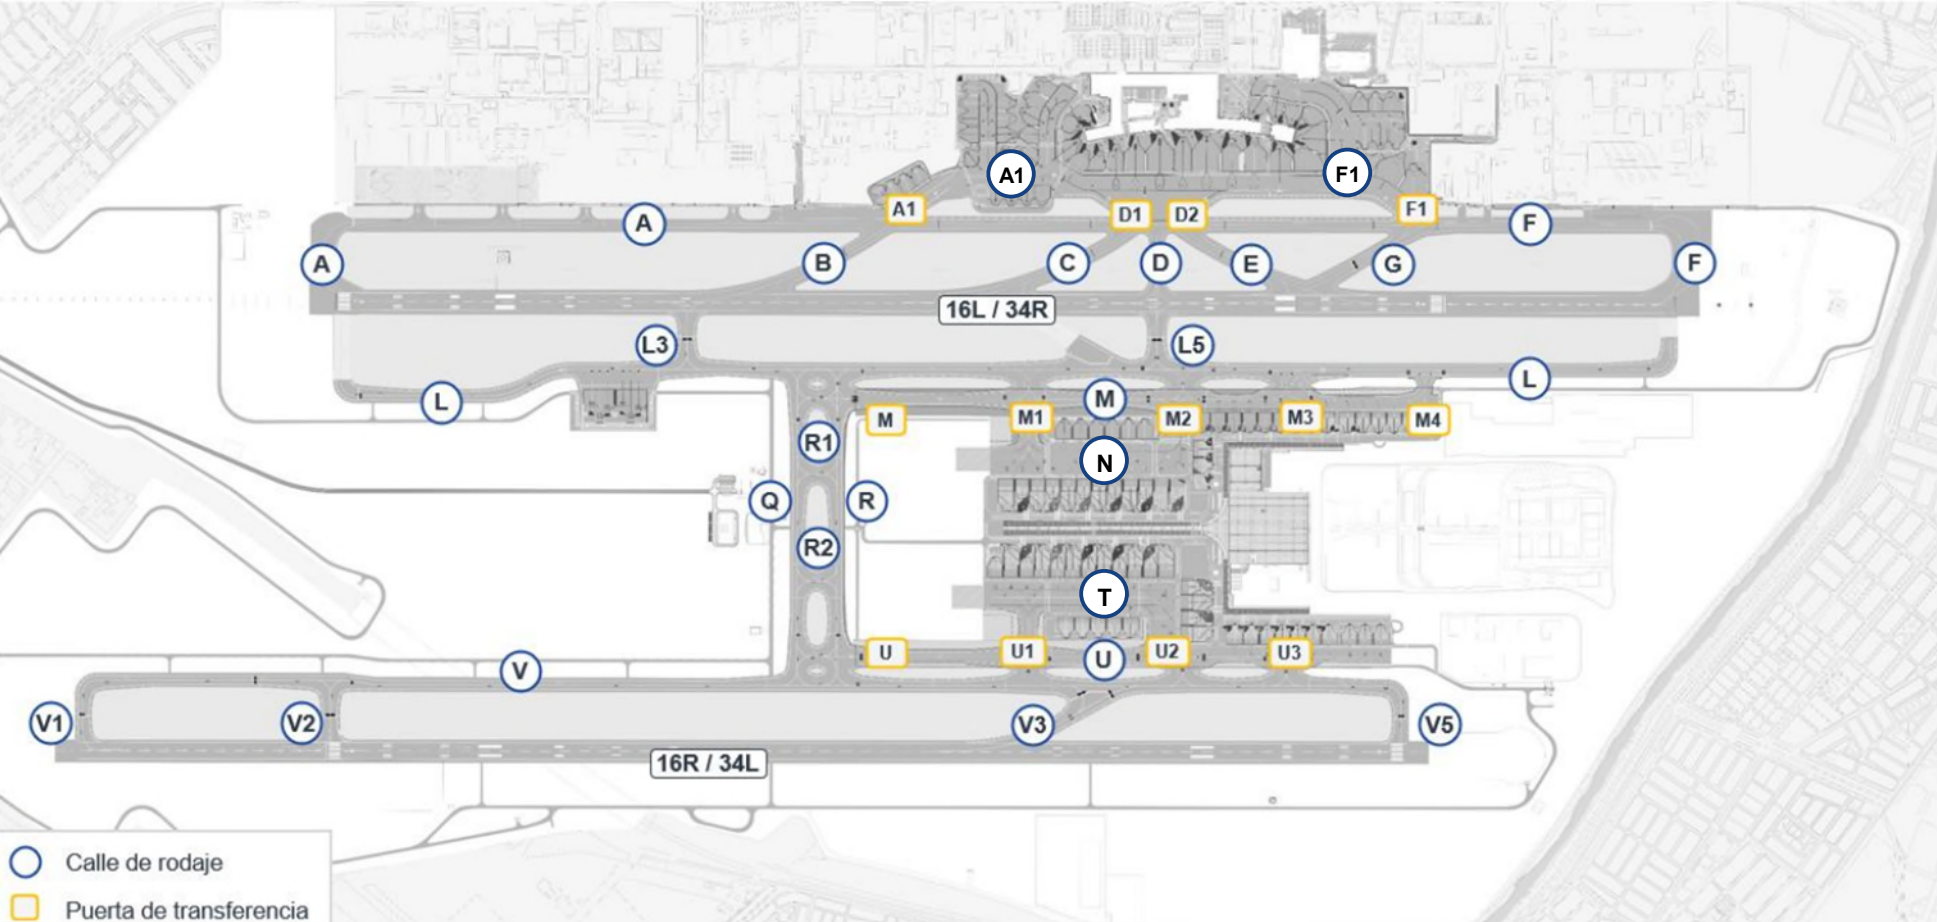 A1
F1
A
A1
D1
D2
F1
F
A
B
C
D
E
G
F
16L / 34R
L3
L5
L
L
M
M
M1
M2
M3
M4
R1
N
Q
R
R2
T
U
U1
U
U2
U3
V
V1
V2
V3
V5
16R / 34L
Calle de rodaje
Puerta de transferencia